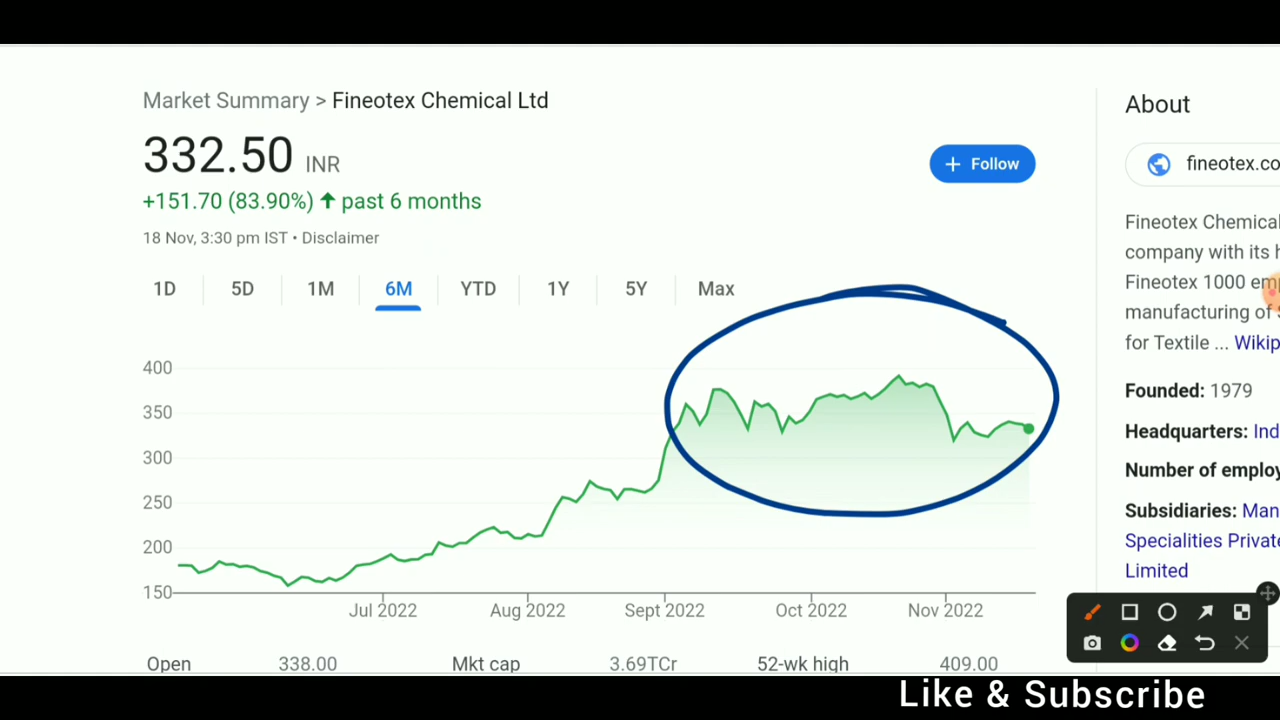 Market Summary > Fineotex Chemical Ltd
332.50 INR
+151.70 (83.90%) ↑ past 6 months
18 Nov, 3:30 pm IST • Disclaimer
+ Follow
1D 5D 1M 6M YTD 1Y 5Y Max
400
350
300
250
200
150
Jul 2022 Aug 2022 Sept 2022 Oct 2022 Nov 2022
Open 338.00 Mkt cap 3.69TCr 52-wk high 409.00
About
fineotex.co
Fineotex Chemical
company with its
Fineotex 1000
manufacturing of
for Textile ... Wikip
Founded: 1979
Headquarters: Ind
Number of employ
Subsidiaries: Man
Specialities Private
Limited
Like & Subscribe